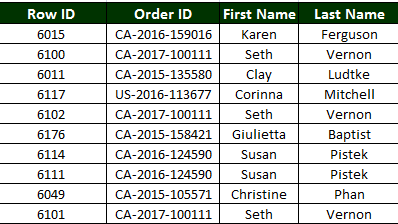 Row ID Order ID First Name Last Name
6015 CA-2016-159016 Karen Ferguson
6100 CA-2017-100111 Seth Vernon
6011 CA-2015-135580 Clay Ludtke
6117 US-2016-113677 Corinna Mitchell
6102 CA-2017-100111 Seth Vernon
6176 CA-2015-158421 Giulietta Baptist
6114 CA-2016-124590 Susan Pistek
6111 CA-2016-124590 Susan Pistek
6049 CA-2015-105571 Christine Phan
6101 CA-2017-100111 Seth Vernon